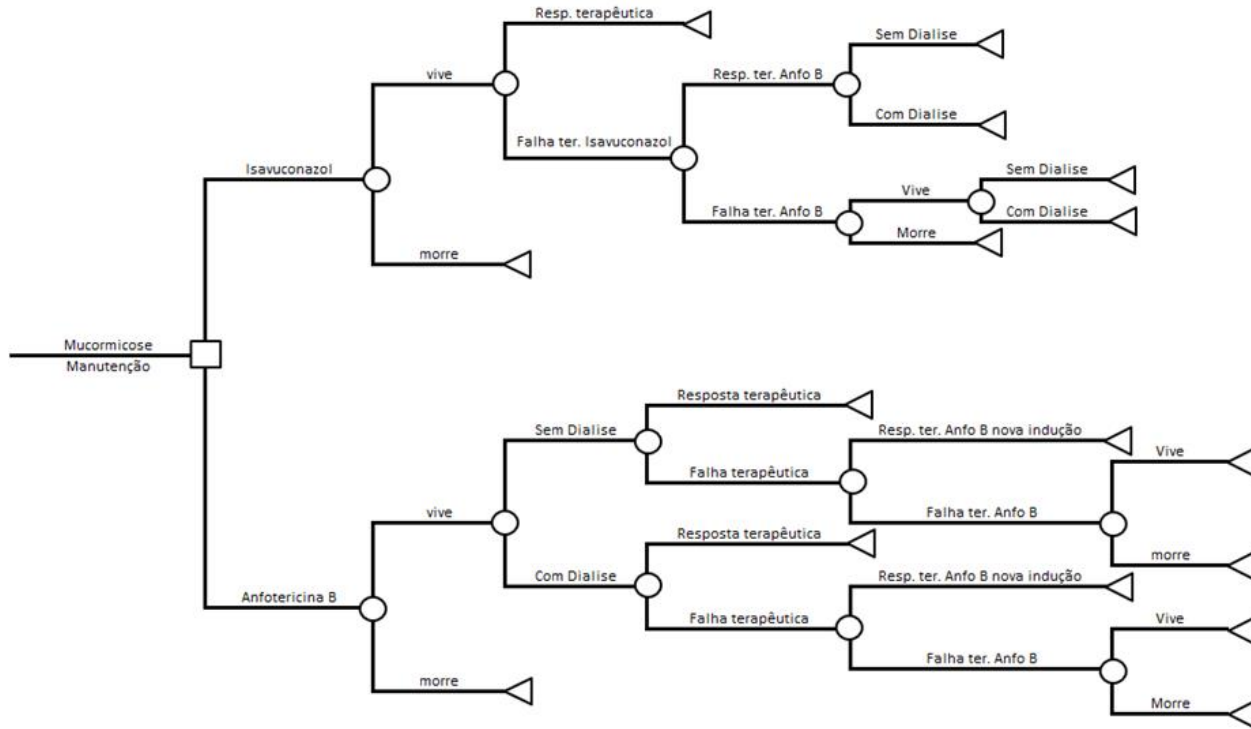 Resp. terapêutica
Sem Dialise
vive
Resp. ter. Anfo B
Com Dialise
Falha ter. Isavuconazol
Isavuconazol
Sem Dialise
Vive
Falha ter. Anfo B
Com Dialise
Morre
morre
Mucormicose
Manutenção
Resposta terapêutica
Sem Dialise
Resp. ter. Anfo B nova indução
Vive
Falha terapêutica
vive
Falha ter. Anfo B
Resposta terapêutica
morre
Com Dialise
Resp. ter. Anfo B nova indução
Anfotericina B
Falha terapêutica
Vive
Falha ter. Anfo B
morre
Morre